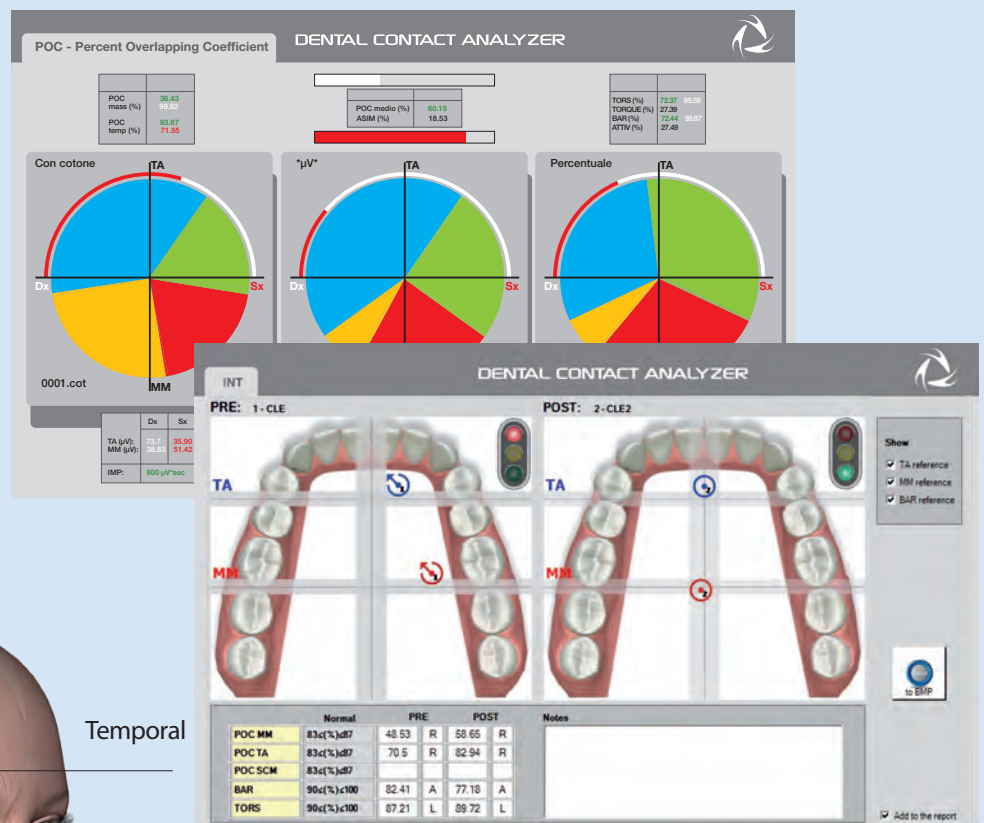 POC - Percent Overlapping Coefficient
DENTAL CONTACT ANALYZER
POC mass (%) 36.43 99.82
POC temp (%) 83.87 71.55
POC medio (%) 60.15
ASIM (%) 18.53
TORS (%) 72.37 99.58
TORQUE (%) 27.39
BAR (%) 72.44 99.87
ATTIV (%) 27.49
Con cotone
TA
Dx
Sx
0001.cot
MM
*µV*
TA
Dx
Sx
Percentuale
TA
Dx
Sx
Dx Sx
TA (µV): 73.7 35.90
MM (µV): 38.83 51.42
IMP: 600 µV*sec
INT
DENTAL CONTACT ANALYZER
PRE: 1 - CLE
POST: 2 - CLE2
TA
1
MM
1
TA
2
MM
2
Show
TA reference
MM reference
BAR reference
to EMP
Normal PRE POST
POC MM 83≤(%)≤87 48.53 R 58.65 R
POC TA 83≤(%)≤87 70.5 R 82.94 R
POC SCM 83≤(%)≤87
BAR 90≤(%)≤100 82.41 A 77.18 A
TORS 90≤(%)≤100 87.21 L 89.72 L
Notes
Add to the report
Temporal